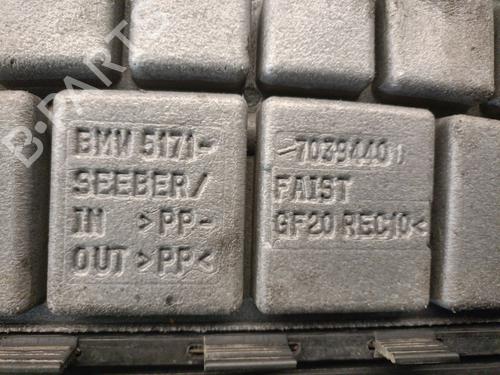 B-PARTS
BMW 5171-
SEEBER/
IN >PP-
OUT >PP<
-7039440
FAIST
GF20 REC10<